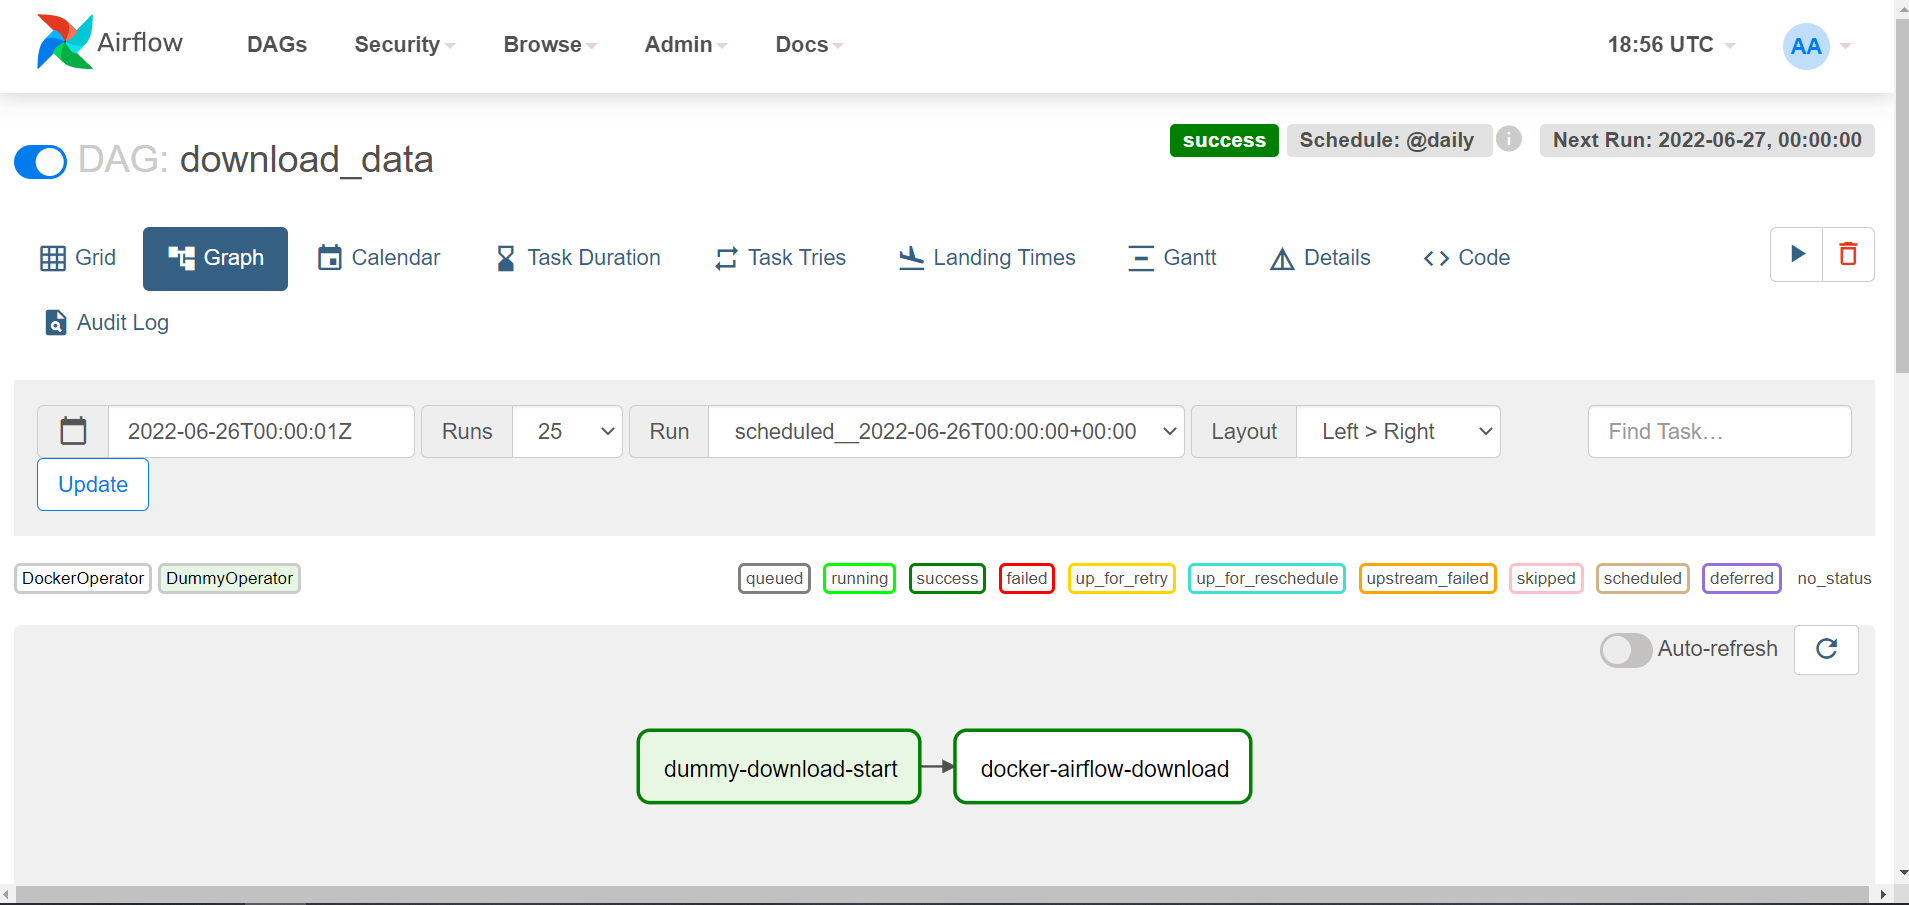 Airflow DAGs Security Browse Admin Docs 18:56 UTC AA
success Schedule: @daily i Next Run: 2022-06-27, 00:00:00
DAG: download_data
Grid Graph Calendar Task Duration Task Tries Landing Times Gantt Details Code
Audit Log
2022-06-26T00:00:01Z Runs 25 Run scheduled__2022-06-26T00:00:00+00:00 Layout Left > Right Find Task…
Update
DockerOperator DummyOperator queued running success failed up_for_retry up_for_reschedule upstream_failed skipped scheduled deferred no_status
Auto-refresh
dummy-download-start docker-airflow-download